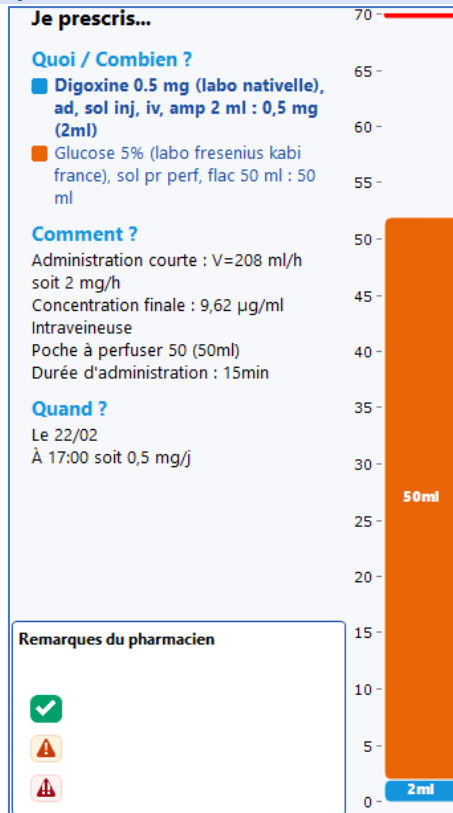 Je prescris...
Quoi / Combien ?
Digoxine 0.5 mg (labo nativelle),
ad, sol inj, iv, amp 2 ml : 0,5 mg
(2ml)
Glucose 5% (labo fresenius kabi
france), sol pr perf, flac 50 ml : 50
ml
Comment ?
Administration courte : V=208 ml/h
soit 2 mg/h
Concentration finale : 9,62 µg/ml
Intraveineuse
Poche à perfuser 50 (50ml)
Durée d'administration : 15min
Quand ?
Le 22/02
À 17:00 soit 0,5 mg/j
Remarques du pharmacien
70
65
60
55
50
45
40
35
30
25
20
15
10
5
0
50ml
2ml